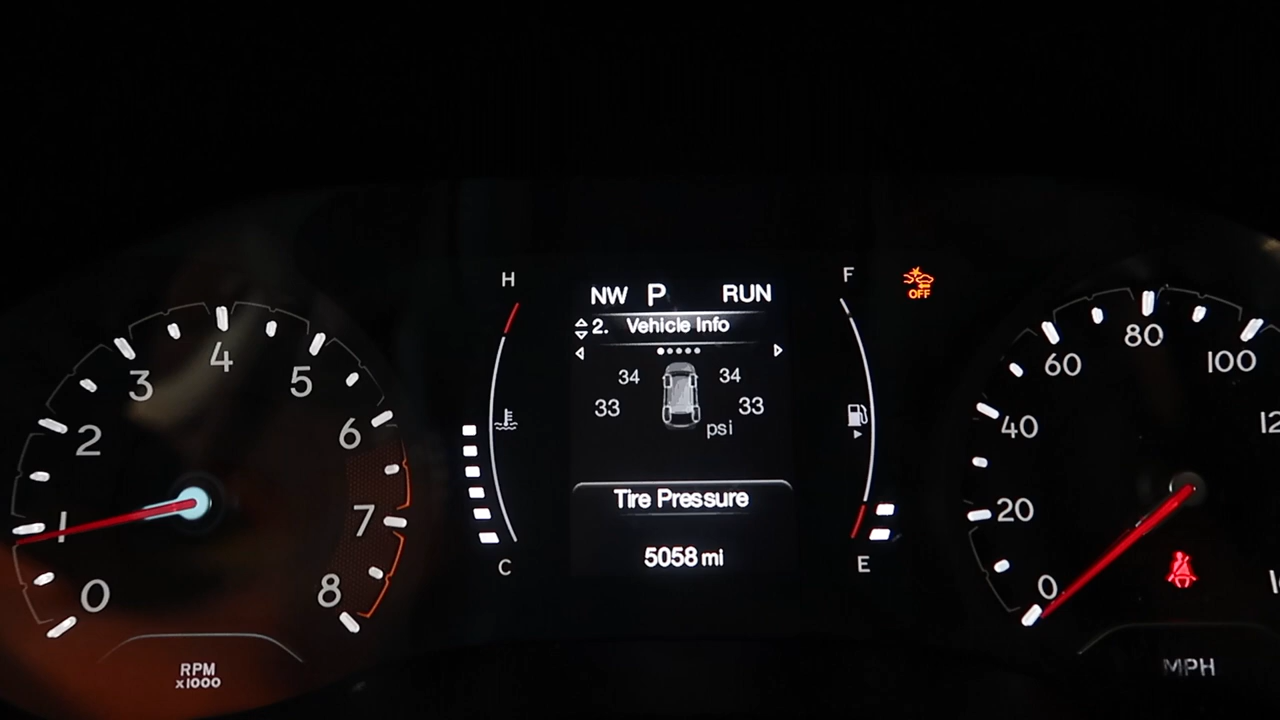 H
F
NW P RUN
OFF
2. Vehicle Info
34 34
33 33
psi
Tire Pressure
5058 mi
C
E
0
1
2
3
4
5
6
7
8
RPM
x1000
0
20
40
60
80
100
MPH